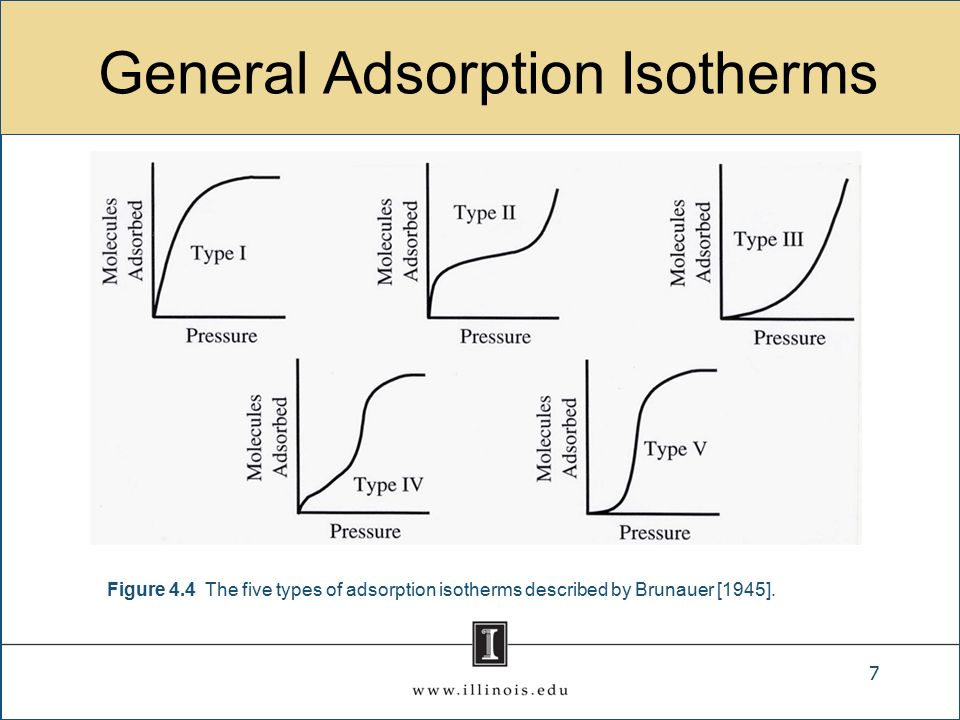 General Adsorption Isotherms
Molecules
Adsorbed
Type I
Pressure
Molecules
Adsorbed
Type II
Pressure
Molecules
Adsorbed
Type III
Pressure
Molecules
Adsorbed
Type IV
Pressure
Molecules
Adsorbed
Type V
Pressure
Figure 4.4 The five types of adsorption isotherms described by Brunauer [1945].
I
www.illinois.edu
7